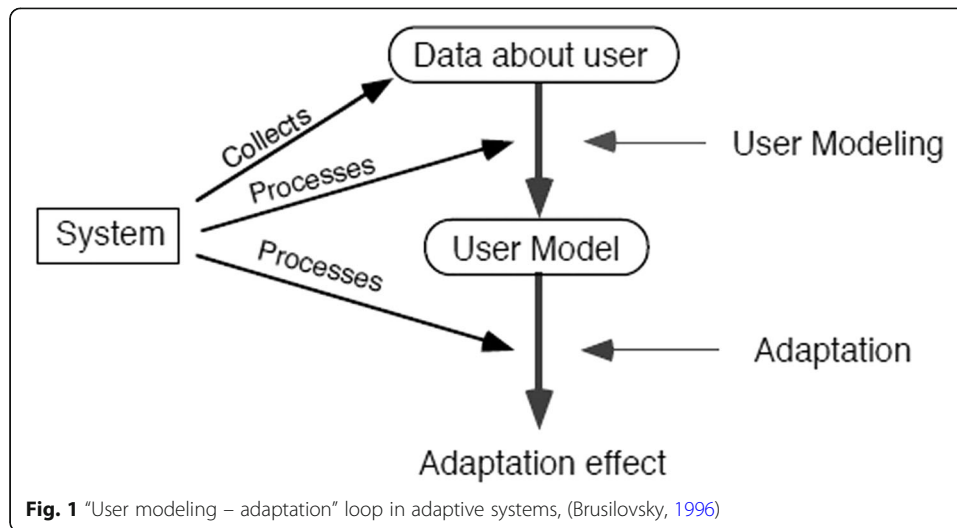 Data about user
Collects
Processes
User Modeling
System
User Model
Processes
Adaptation
Adaptation effect
Fig. 1 “User modeling – adaptation” loop in adaptive systems, (Brusilovsky, 1996)